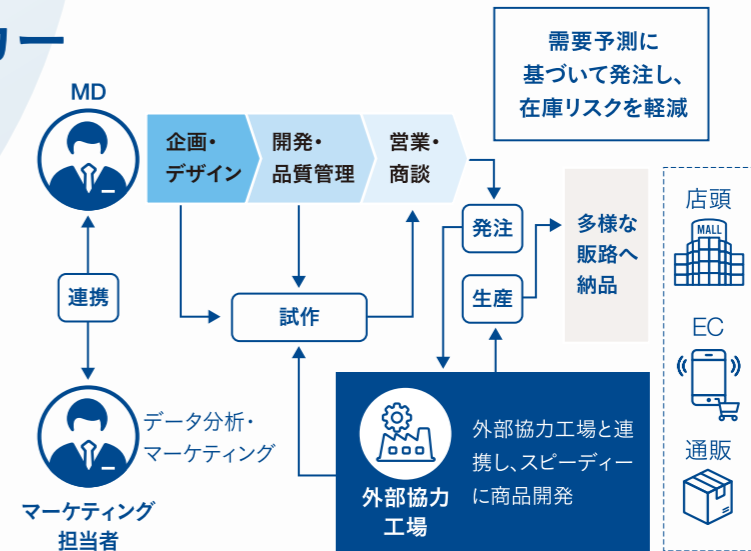 カー
需要予測に
基づいて発注し、
在庫リスクを軽減
MD
企画・
デザイン
開発・
品質管理
営業・
商談
発注
生産
多様な
販路へ
納品
店頭
MALL
EC
通販
連携
試作
データ分析・
マーケティング
マーケティング
担当者
外部協力
工場
外部協力工場と連
携し、スピーディー
に商品開発